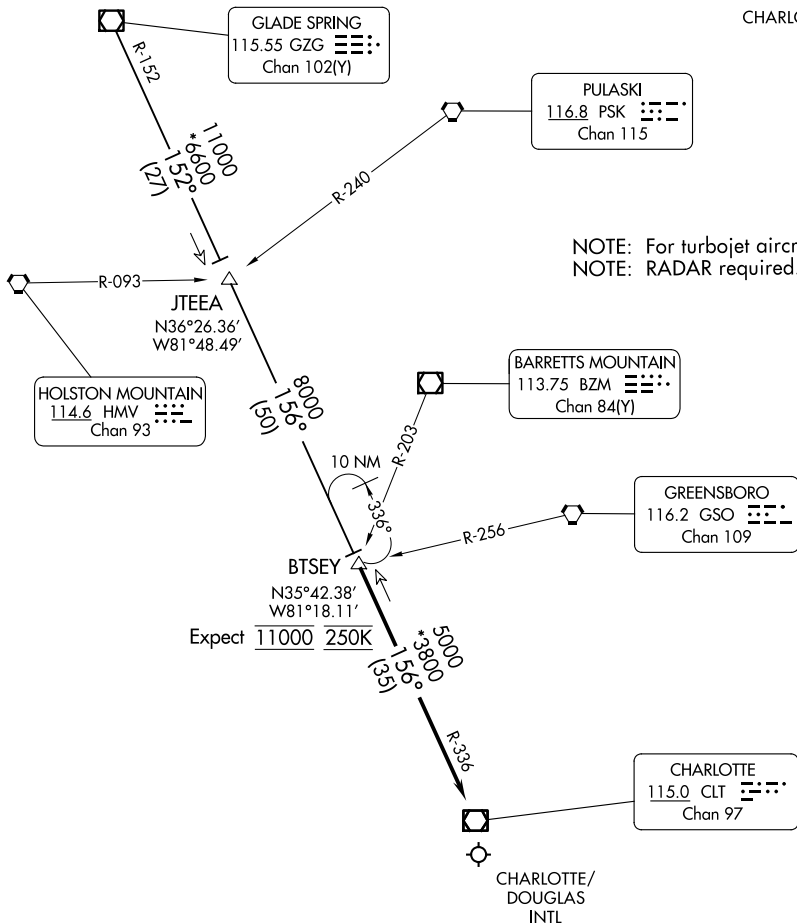 CHARLO
GLADE SPRING
115.55 GZG
Chan 102(Y)
R-152
PULASKI
116.8 PSK
Chan 115
11000
*6600
152°
(27)
R-240
NOTE: For turbojet aircr
NOTE: RADAR required.
R-093
JTEEA
N36°26.36'
W81°48.49'
HOLSTON MOUNTAIN
114.6 HMV
Chan 93
BARRETTS MOUNTAIN
113.75 BZM
Chan 84(Y)
8000
156°
(50)
R-203
10 NM
336°
GREENSBORO
116.2 GSO
Chan 109
R-256
BTSEY
N35°42.38'
W81°18.11'
Expect 11000 250K
5000
*3800
156°
(35)
R-336
CHARLOTTE
115.0 CLT
Chan 97
CHARLOTTE/
DOUGLAS
INTL